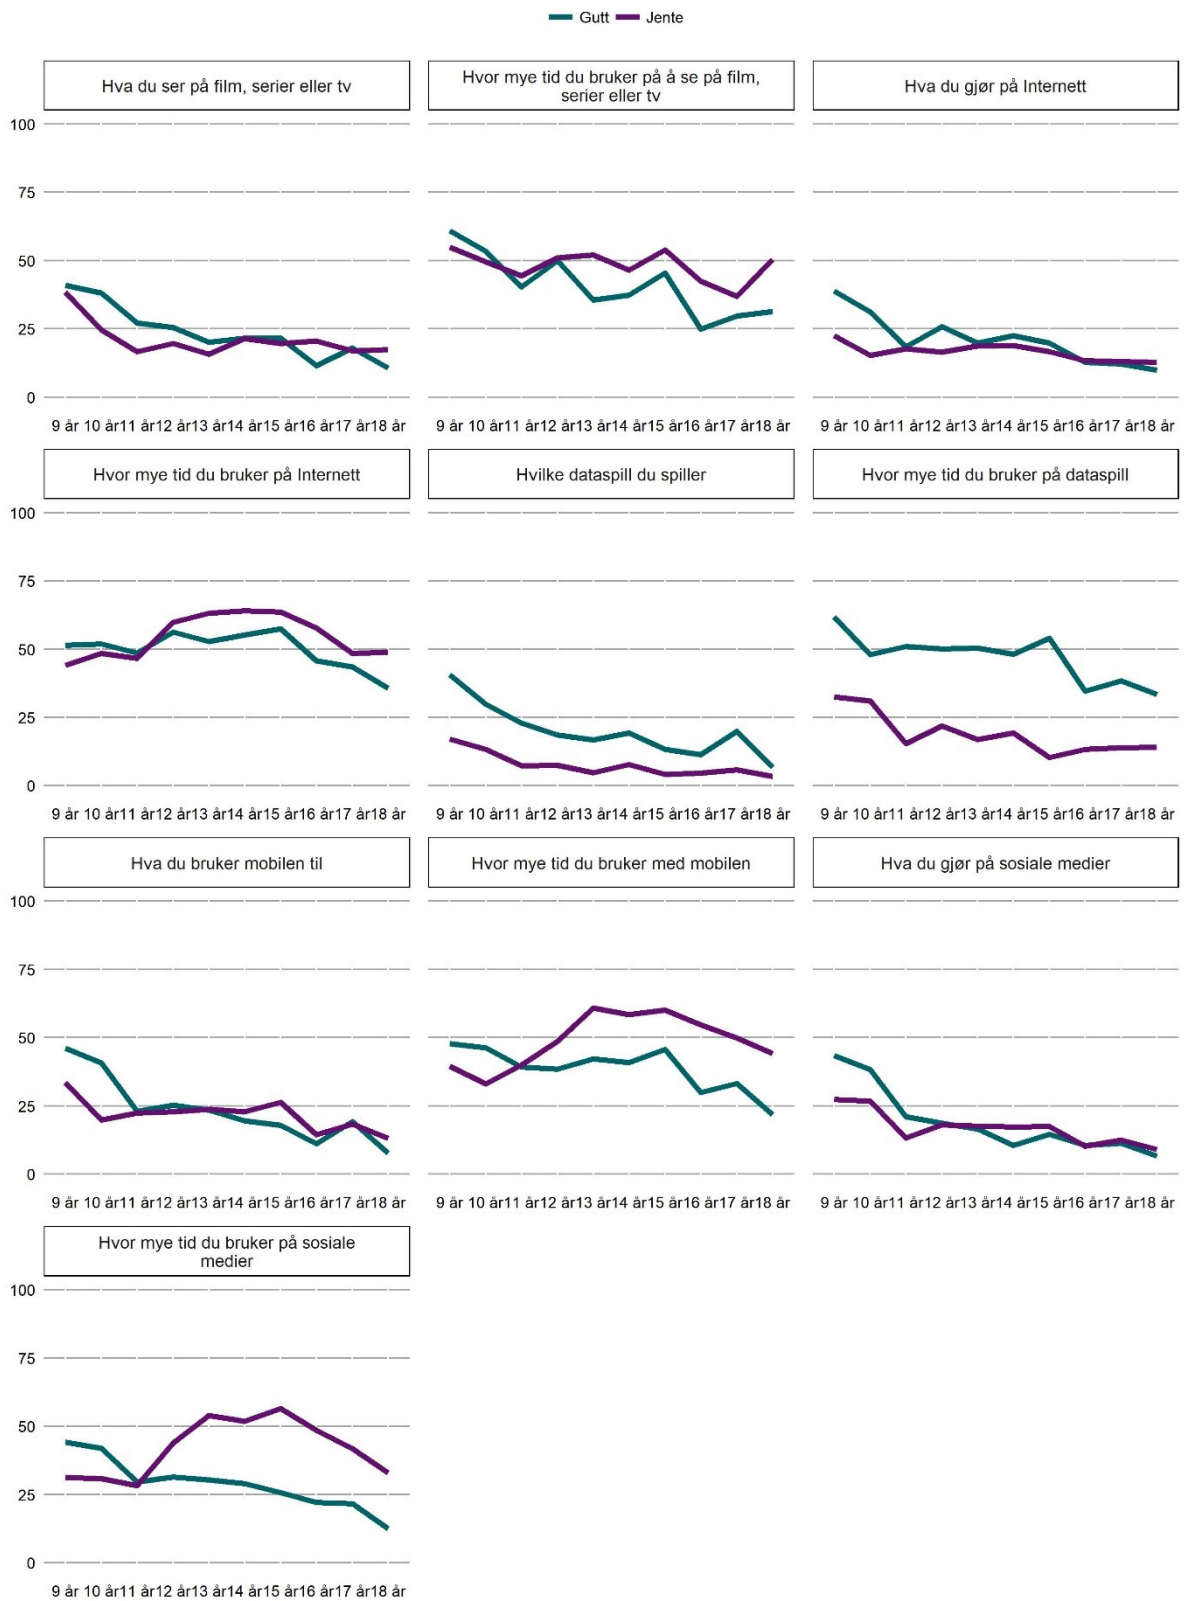 Gutt Jente
Hva du ser på film, serier eller tv
Hvor mye tid du bruker på å se på film,
serier eller tv
Hva du gjør på Internett
100
75
50
25
0
9 år 10 år 11 år 12 år 13 år 14 år 15 år 16 år 17 år 18 år
9 år 10 år 11 år 12 år 13 år 14 år 15 år 16 år 17 år 18 år
9 år 10 år 11 år 12 år 13 år 14 år 15 år 16 år 17 år 18 år
Hvor mye tid du bruker på Internett
Hvilke dataspill du spiller
Hvor mye tid du bruker på dataspill
100
75
50
25
0
9 år 10 år 11 år 12 år 13 år 14 år 15 år 16 år 17 år 18 år
9 år 10 år 11 år 12 år 13 år 14 år 15 år 16 år 17 år 18 år
9 år 10 år 11 år 12 år 13 år 14 år 15 år 16 år 17 år 18 år
Hva du bruker mobilen til
Hvor mye tid du bruker med mobilen
Hva du gjør på sosiale medier
100
75
50
25
0
9 år 10 år 11 år 12 år 13 år 14 år 15 år 16 år 17 år 18 år
9 år 10 år 11 år 12 år 13 år 14 år 15 år 16 år 17 år 18 år
9 år 10 år 11 år 12 år 13 år 14 år 15 år 16 år 17 år 18 år
Hvor mye tid du bruker på sosiale
medier
100
75
50
25
0
9 år 10 år 11 år 12 år 13 år 14 år 15 år 16 år 17 år 18 år